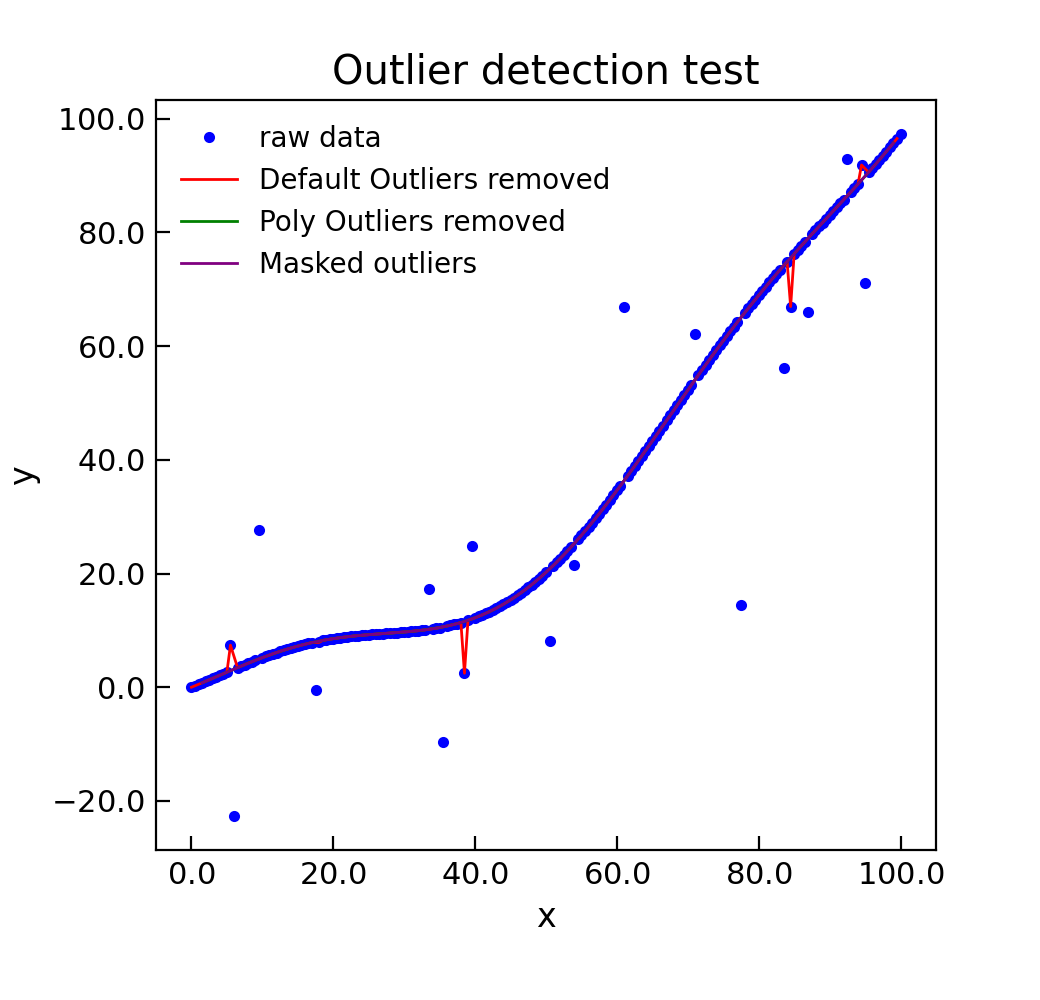 Outlier detection test
raw data
Default Outliers removed
Poly Outliers removed
Masked outliers
100.0
80.0
60.0
40.0
20.0
0.0
−20.0
y
0.0 20.0 40.0 60.0 80.0 100.0
x